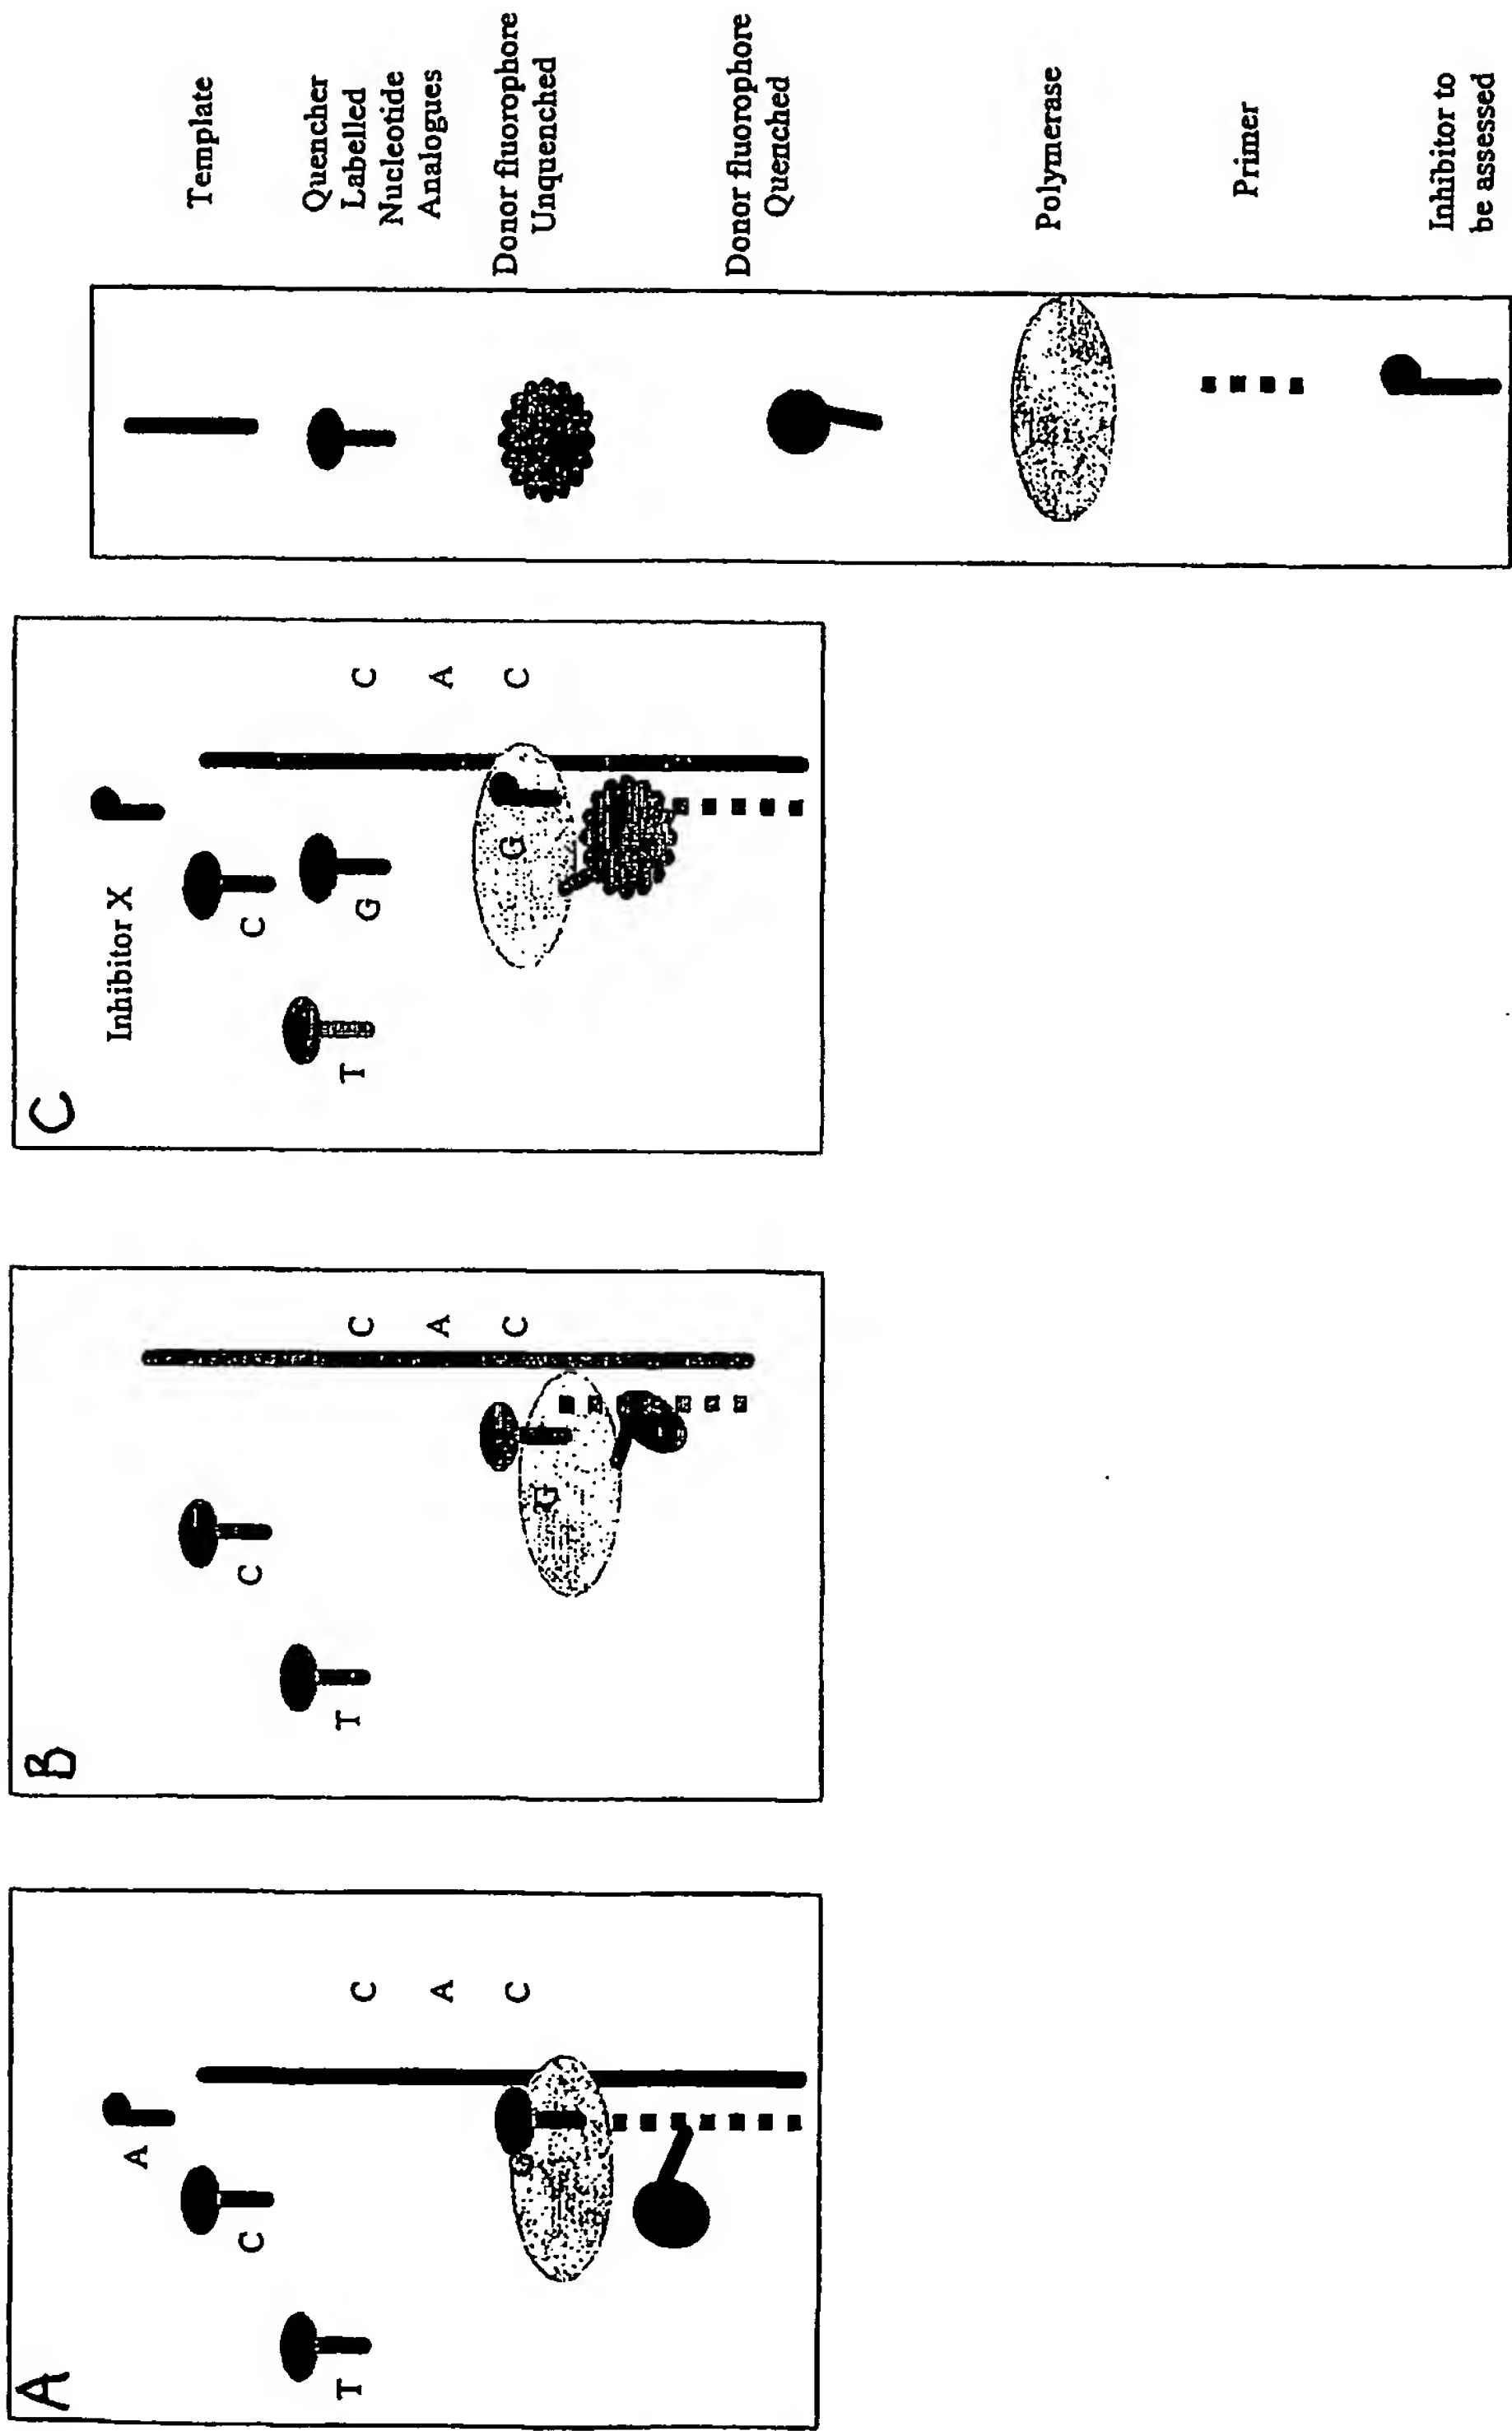 A
T
C
A
G
C
A
C
B
T
C
G
C
A
C
C
Inhibitor X
T
C
G
G
C
A
C
Template
Quencher
Labelled
Nucleotide
Analogues
Donor fluorophore
Unquenched
Donor fluorophore
Quenched
Polymerase
Primer
Inhibitor to
be assessed